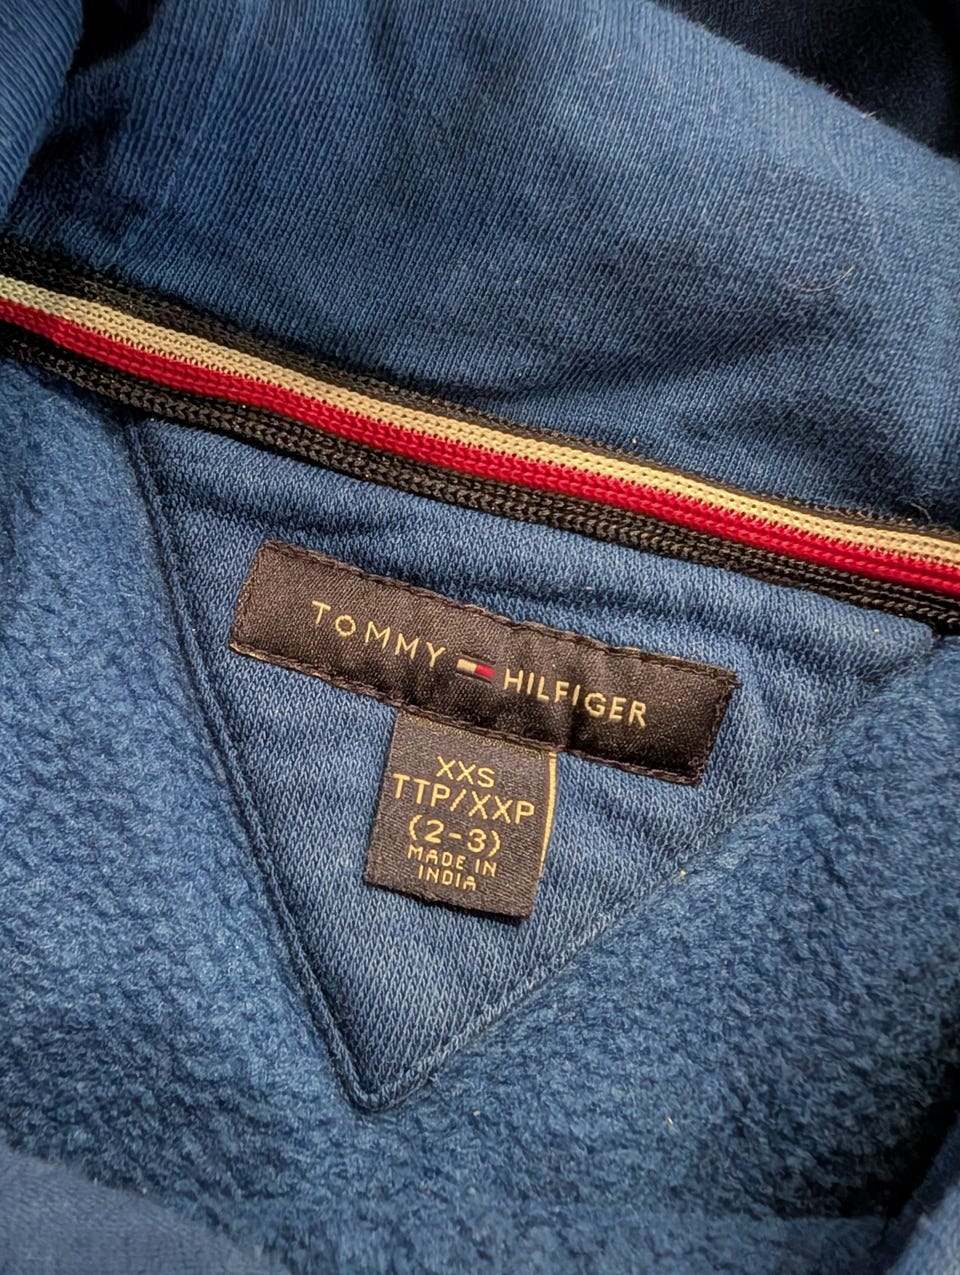 TOMMY HILFIGER
XXS
TTP/XXP
(2-3)
MADE IN
INDIA